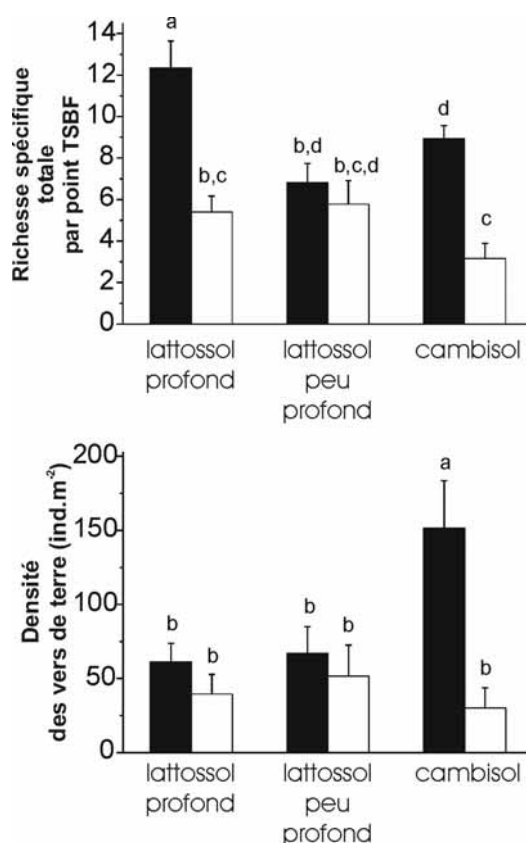 Richesse spécifique
totale
par point TSBF
14
12
10
8
6
4
2
0
a
b,c
b,d
b,c,d
d
c
lattossol
profond
lattossol
peu
profond
cambisol
Densité
des vers de terre (ind.m⁻²)
200
150
100
50
0
b
b
b
b
a
b
lattossol
profond
lattossol
peu
profond
cambisol